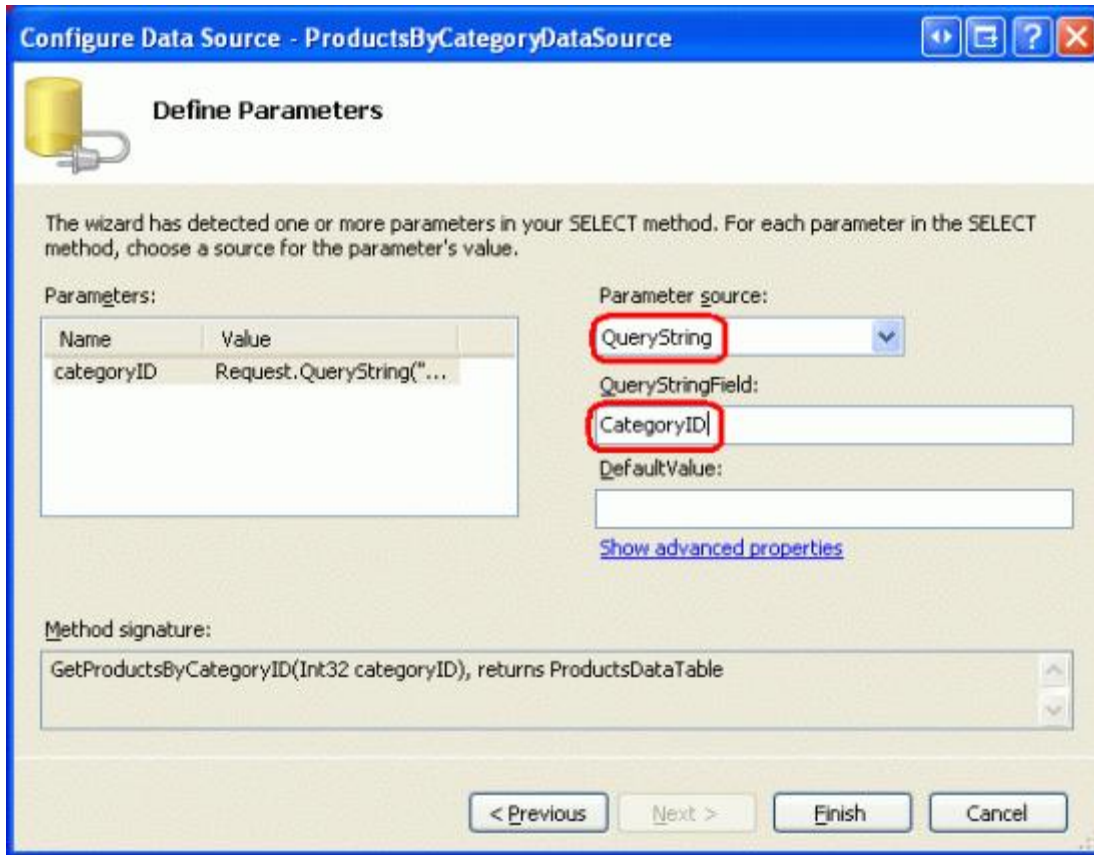 Configure Data Source - ProductsByCategoryDataSource
Define Parameters
The wizard has detected one or more parameters in your SELECT method. For each parameter in the SELECT
method, choose a source for the parameter's value.
Parameters:
Name Value
categoryID Request.QueryString("...
Parameter source:
QueryString
QueryStringField:
CategoryID
DefaultValue:
Show advanced properties
Method signature:
GetProductsByCategoryID(Int32 categoryID), returns ProductsDataTable
< Previous Next > Finish Cancel